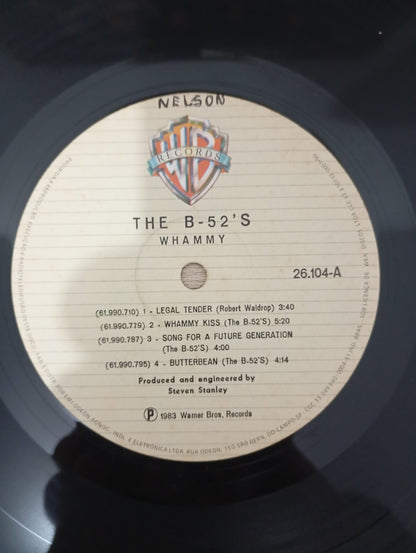 NELSON
WB
RECORDS
THE B-52'S
WHAMMY
26.104-A
(61.990.710) 1 - LEGAL TENDER (Robert Waldrop) 3:40
(61.990.779) 2 - WHAMMY KISS (The B-52'S) 5:20
(61.990.787) 3 - SONG FOR A FUTURE GENERATION
(The B-52'S) 4:00
(61.990.795) 4 - BUTTERBEAN (The B-52'S) 4:14
Produced and engineered by
Steven Stanley
Ⓟ 1983 Warner Bros. Records